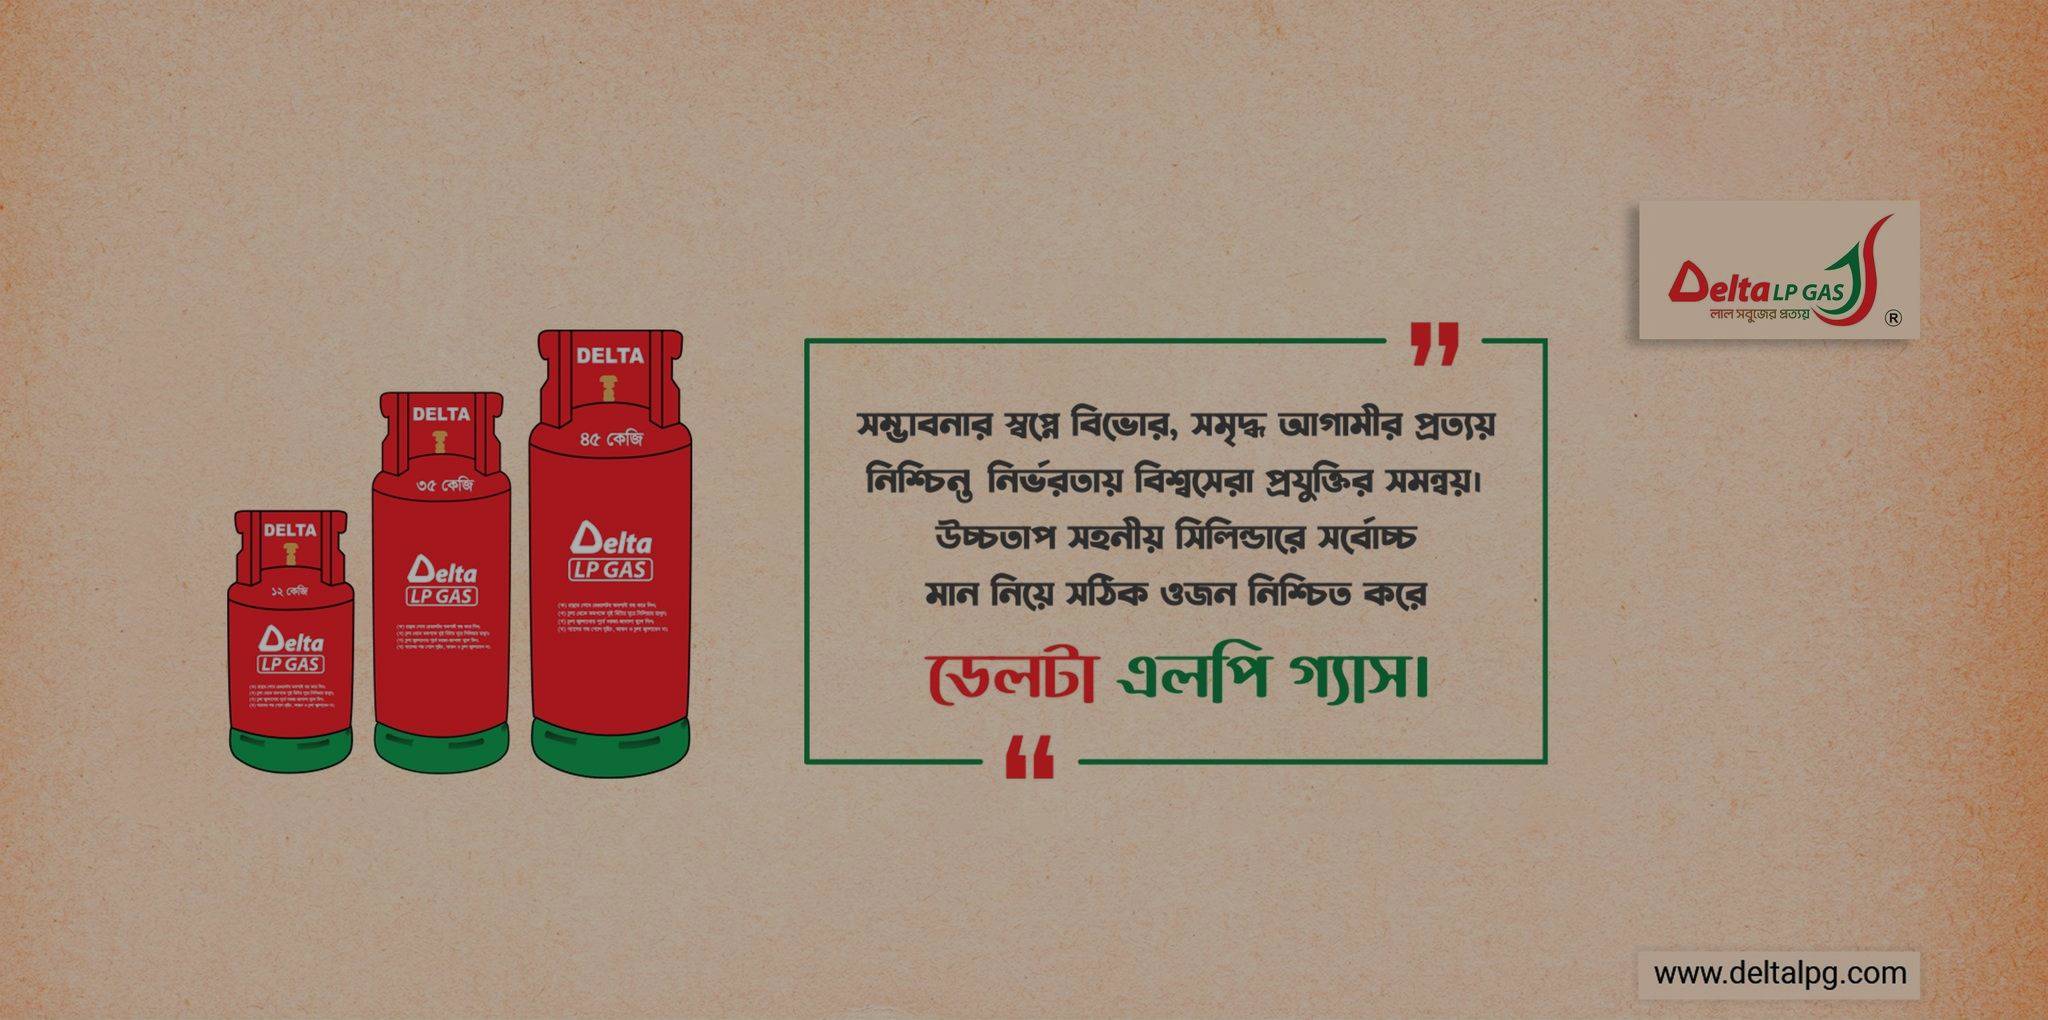 Delta LP GAS
লাল সবুজের প্রত্যয়
®
DELTA
১২ কেজি
Delta
LP GAS
DELTA
৩৫ কেজি
Delta
LP GAS
DELTA
৪৫ কেজি
Delta
LP GAS
”
সম্ভাবনার স্বপ্নে বিভোর, সমৃদ্ধ আগামীর প্রত্যয়
নিশ্চিন্ত নির্ভরতায় বিশ্বসেরা প্রযুক্তির সমন্বয়।
উচ্চতাপ সহনীয় সিলিন্ডারে সর্বোচ্চ
মান নিয়ে সঠিক ওজন নিশ্চিত করে
ডেলটা এলপি গ্যাস।
“
www.deltalpg.com